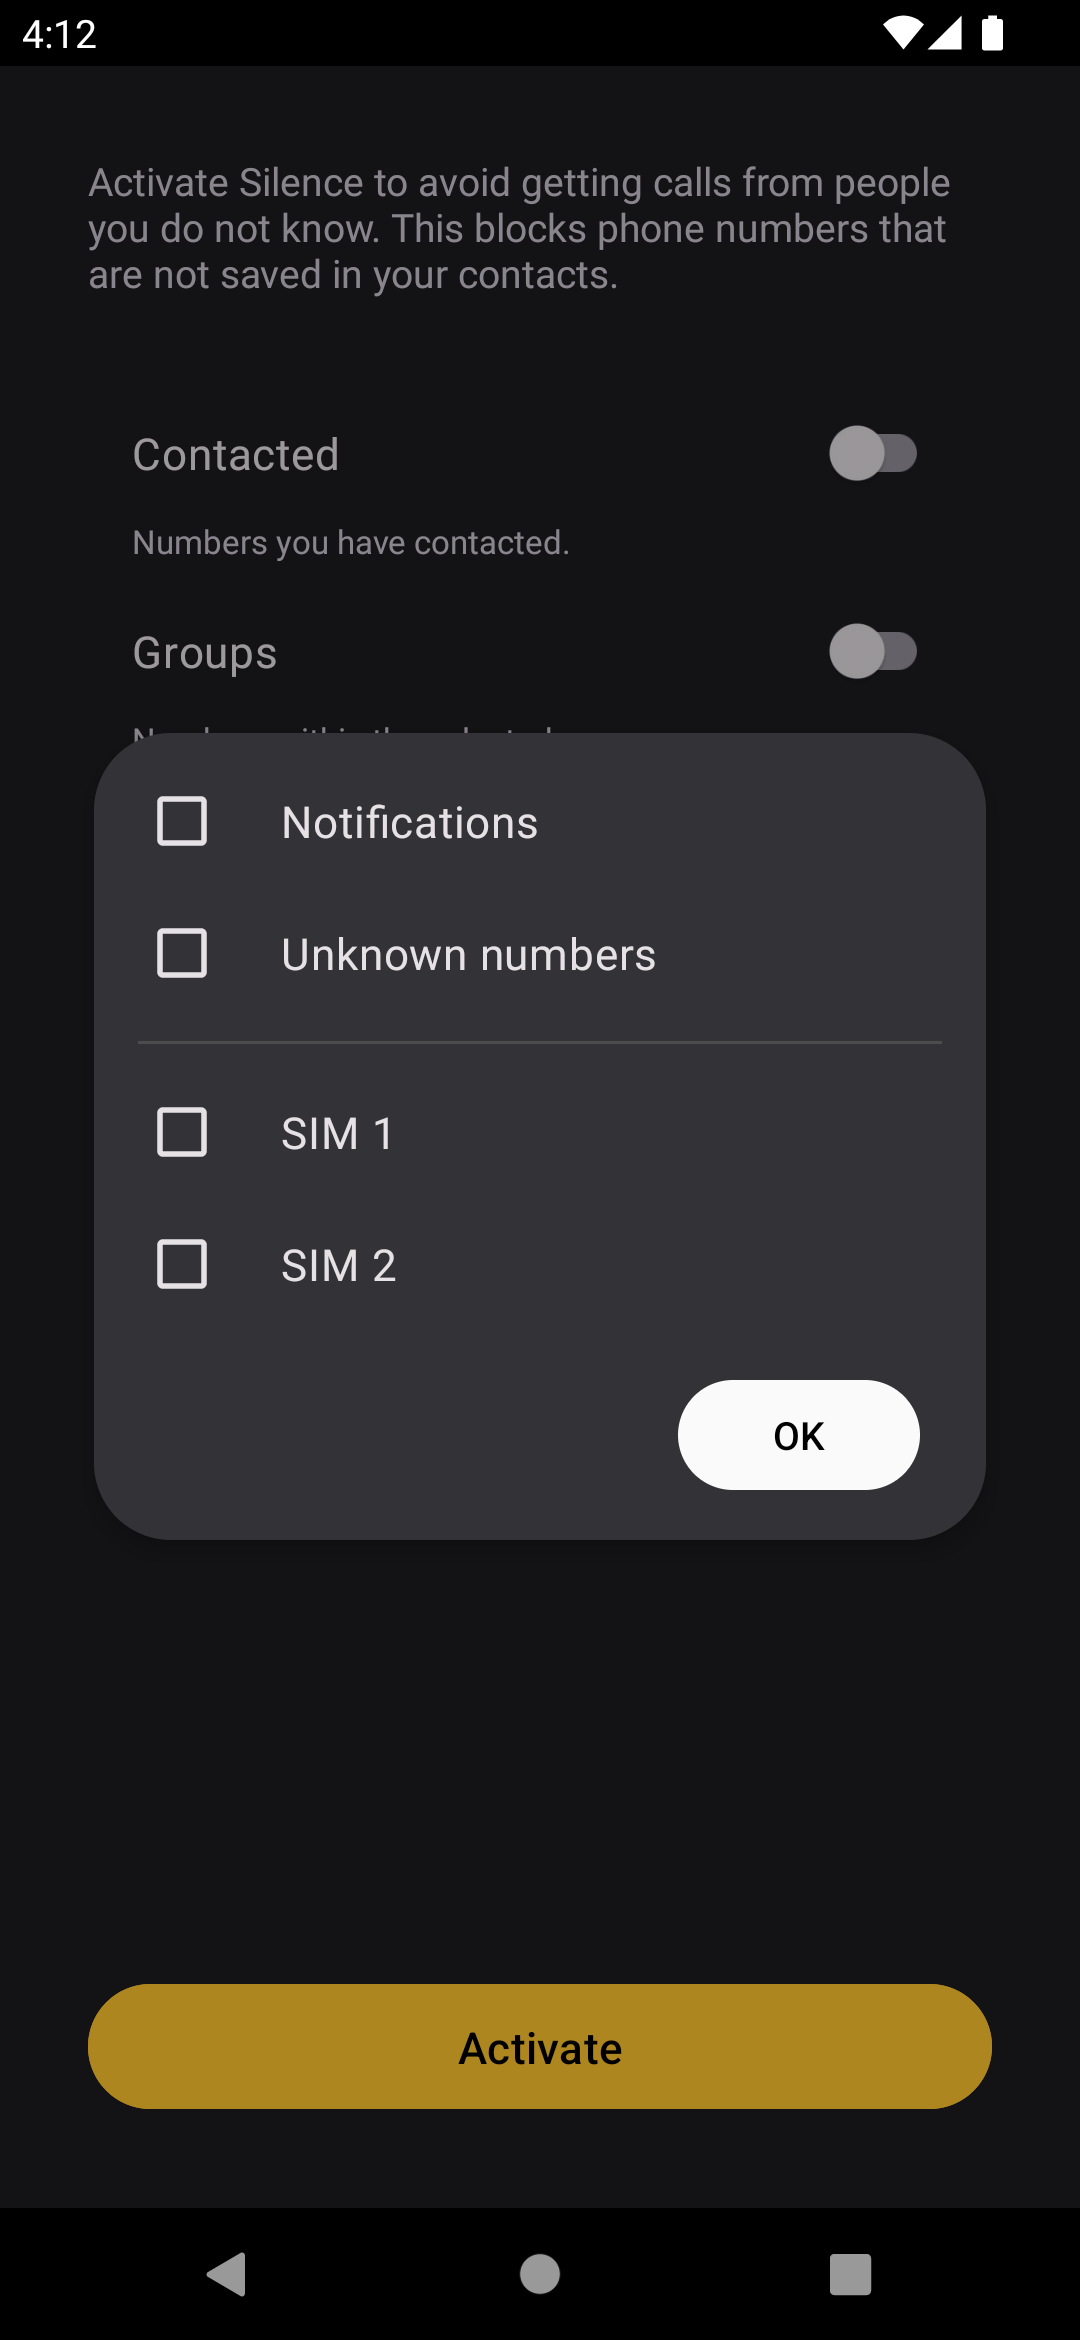 4:12
Activate Silence to avoid getting calls from people
you do not know. This blocks phone numbers that
are not saved in your contacts.
Contacted
Numbers you have contacted.
Groups
Notifications
Unknown numbers
SIM 1
SIM 2
OK
Activate